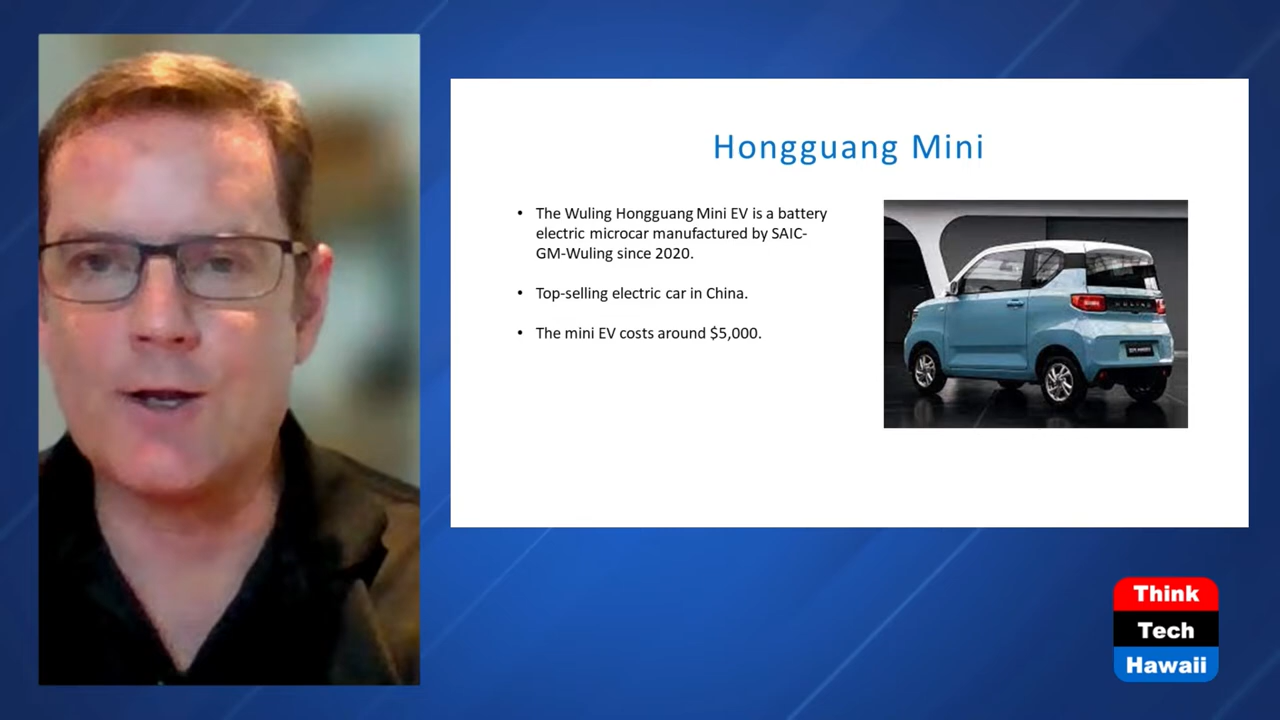 Hongguang Mini
• The Wuling Hongguang Mini EV is a battery
electric microcar manufactured by SAIC-
GM-Wuling since 2020.
• Top-selling electric car in China.
• The mini EV costs around $5,000.
WULING
Think
Tech
Hawaii